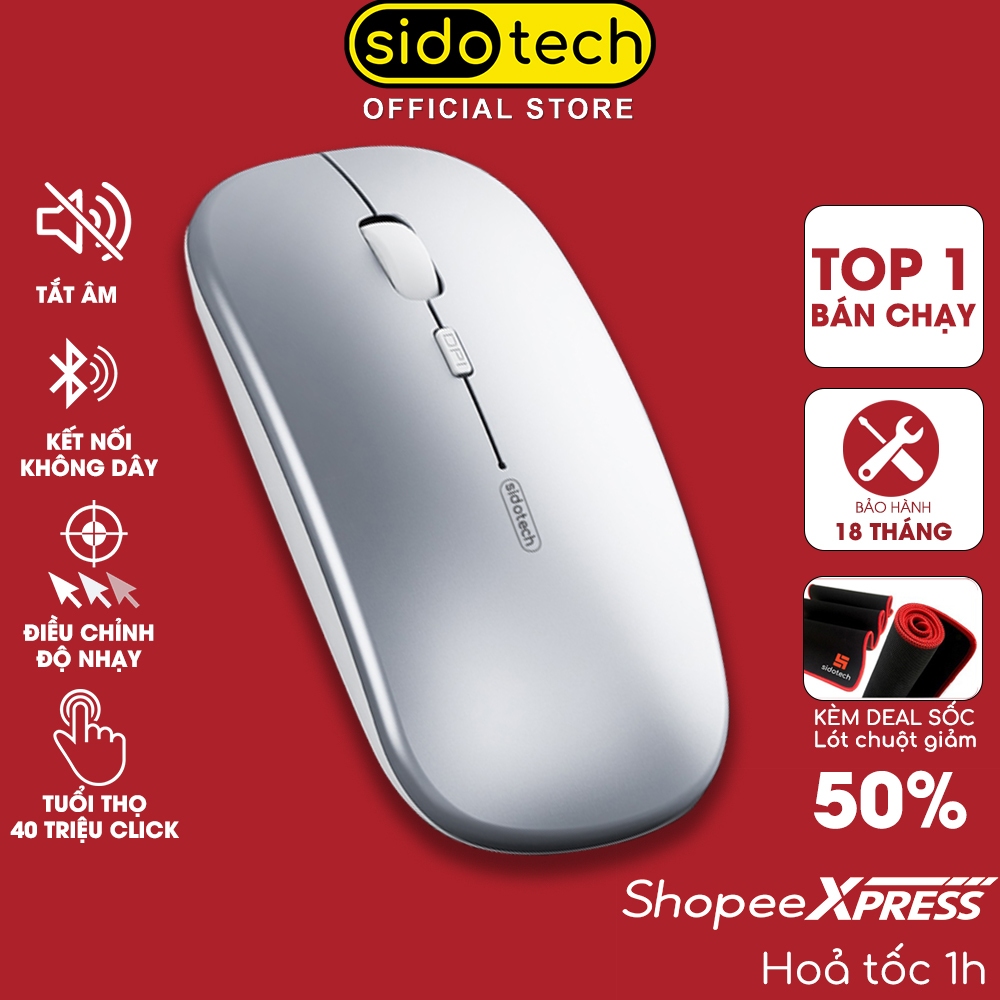 sidotech
OFFICIAL STORE
TẮT ÂM
KẾT NỐI
KHÔNG DÂY
ĐIỀU CHỈNH
ĐỘ NHẠY
TUỔI THỌ
40 TRIỆU CLICK
DPI
sidotech
TOP 1
BÁN CHẠY
BẢO HÀNH
18 THÁNG
sidotech
KÈM DEAL SỐC
Lót chuột giảm
50%
Shopee XPRESS
Hoả tốc 1h